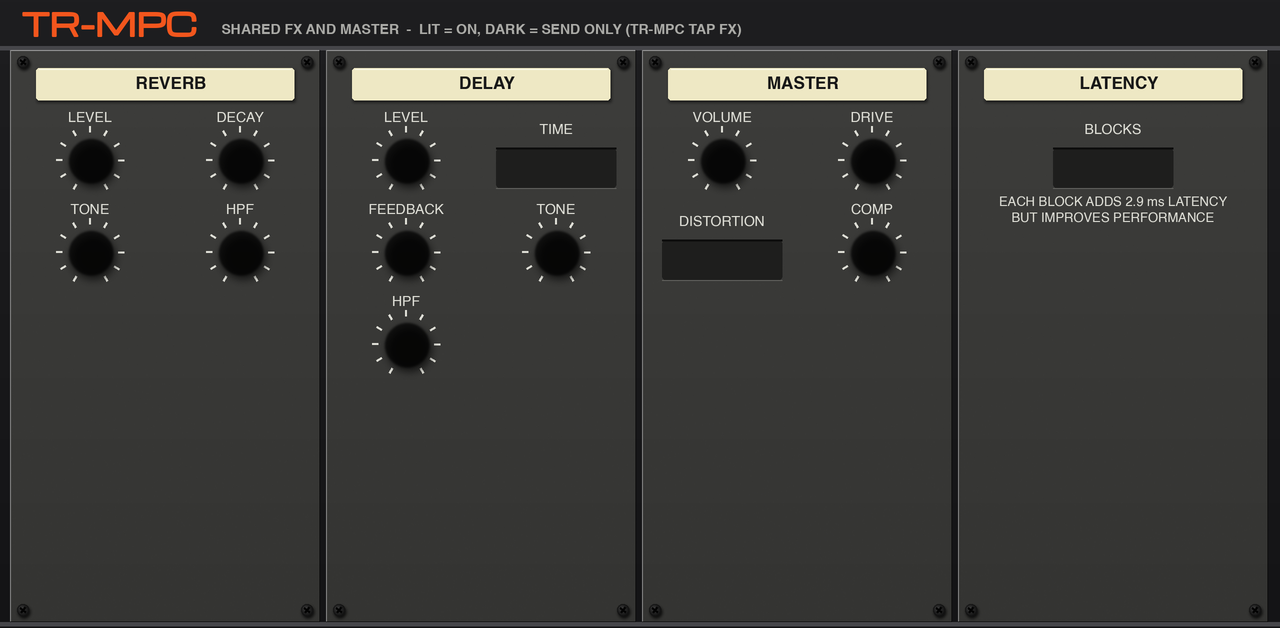 TR-MPC
SHARED FX AND MASTER - LIT = ON, DARK = SEND ONLY (TR-MPC TAP FX)
REVERB
LEVEL
DECAY
TONE
HPF
DELAY
LEVEL
TIME
FEEDBACK
TONE
HPF
MASTER
VOLUME
DRIVE
DISTORTION
COMP
LATENCY
BLOCKS
EACH BLOCK ADDS 2.9 ms LATENCY
BUT IMPROVES PERFORMANCE